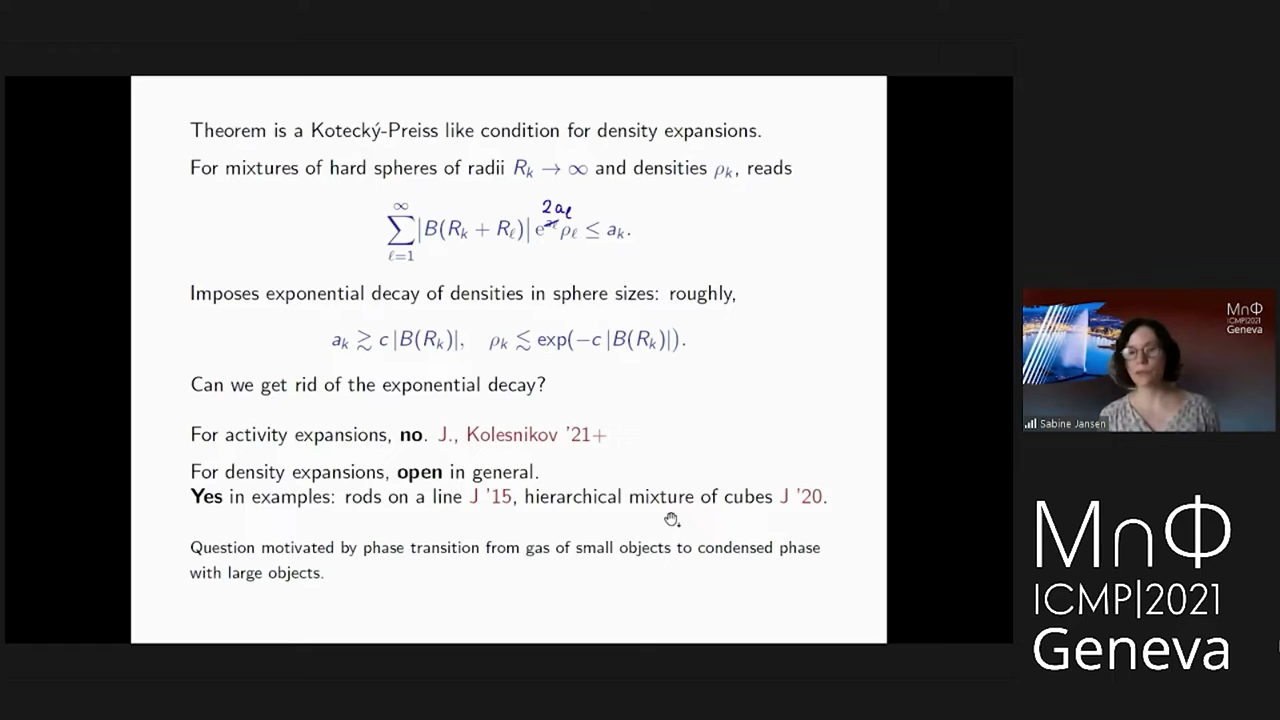 Theorem is a Kotecký-Preiss like condition for density expansions.
For mixtures of hard spheres of radii R_k → ∞ and densities ρ_k, reads
∑_{ℓ=1}^{∞} |B(R_k + R_ℓ)| e^{2a_ℓ} ρ_ℓ ≤ a_k.
Imposes exponential decay of densities in sphere sizes: roughly,
a_k ≳ c |B(R_k)|, ρ_k ≲ exp(−c |B(R_k)|).
Can we get rid of the exponential decay?
For activity expansions, no. J., Kolesnikov '21+
For density expansions, open in general.
Yes in examples: rods on a line J '15, hierarchical mixture of cubes J '20.
Question motivated by phase transition from gas of small objects to condensed phase
with large objects.
M∩Φ
ICMP|2021
Geneva
Sabine Jansen
M∩Φ
ICMP|2021
Geneva